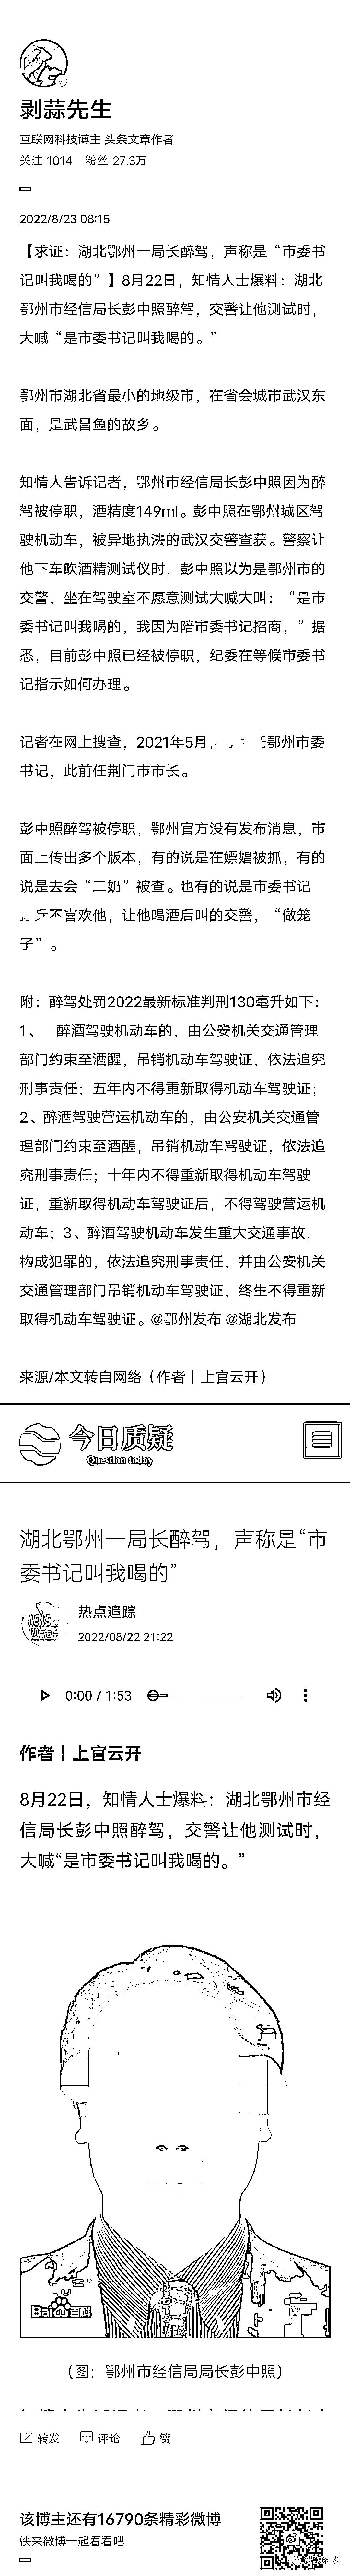 剥蒜先生
互联网科技博主 头条文章作者
关注 1014 | 粉丝 27.3万
2022/8/23 08:15
【求证：湖北鄂州一局长醉驾，声称是“市委书
记叫我喝的”】8月22日，知情人士爆料：湖北
鄂州市经信局长彭中照醉驾，交警让他测试时，
大喊“是市委书记叫我喝的。”
鄂州市湖北省最小的地级市，在省会城市武汉东
面，是武昌鱼的故乡。
知情人告诉记者，鄂州市经信局长彭中照因为醉
驾被停职，酒精度149ml。彭中照在鄂州城区驾
驶机动车，被异地执法的武汉交警查获。警察让
他下车吹酒精测试仪时，彭中照以为是鄂州市的
交警，坐在驾驶室不愿意测试大喊大叫：“是市
委书记叫我喝的，我因为陪市委书记招商，”据
悉，目前彭中照已经被停职，纪委在等候市委书
记指示如何办理。
记者在网上搜查，2021年5月，鄂州市委
书记，此前任荆门市市长。
彭中照醉驾被停职，鄂州官方没有发布消息，市
面上传出多个版本，有的说是在嫖娼被抓，有的
说是去会“二奶”被查。也有的说是市委书记
不喜欢他，让他喝酒后叫的交警，“做笼
子”。
附：醉驾处罚2022最新标准判刑130毫升如下：
1、 醉酒驾驶机动车的，由公安机关交通管理
部门约束至酒醒，吊销机动车驾驶证，依法追究
刑事责任；五年内不得重新取得机动车驾驶证；
2、醉酒驾驶营运机动车的，由公安机关交通管
理部门约束至酒醒，吊销机动车驾驶证，依法追
究刑事责任；十年内不得重新取得机动车驾驶
证，重新取得机动车驾驶证后，不得驾驶营运机
动车；3、醉酒驾驶机动车发生重大交通事故，
构成犯罪的，依法追究刑事责任，并由公安机关
交通管理部门吊销机动车驾驶证，终生不得重新
取得机动车驾驶证。@鄂州发布 @湖北发布
来源/本文转自网络（作者 | 上官云开）
今日质疑
Question today
湖北鄂州一局长醉驾，声称是“市
委书记叫我喝的”
热点追踪
2022/08/22 21:22
0:00 / 1:53
作者 | 上官云开
8月22日，知情人士爆料：湖北鄂州市经
信局长彭中照醉驾，交警让他测试时，
大喊“是市委书记叫我喝的。”
Baidu百科
（图：鄂州市经信局局长彭中照）
转发 评论 赞
该博主还有16790条精彩微博
快来微博一起看看吧